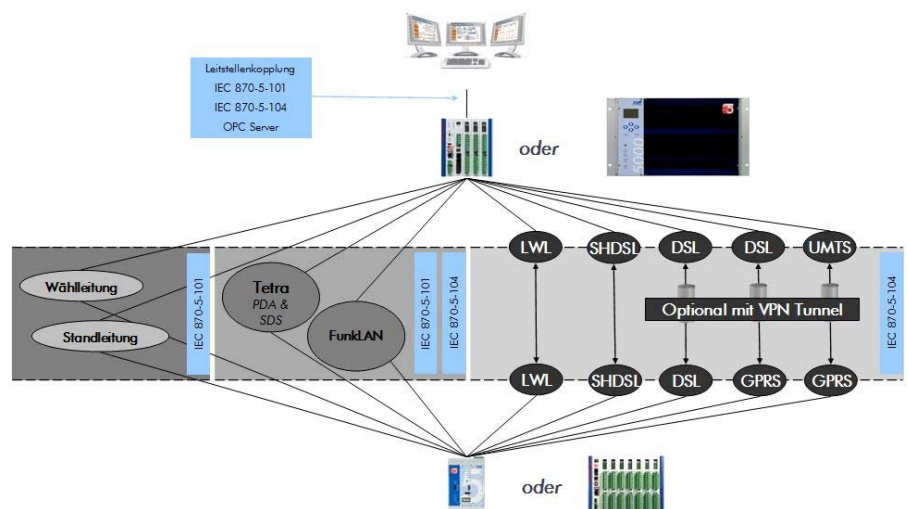 Leitstellenkopplung
IEC 870-5-101
IEC 870-5-104
OPC Server
oder
5000
LWL
SHDSL
DSL
DSL
UMTS
Wählleitung
Standleitung
IEC 870-5-101
Tetra
PDA &
SDS
FunkLAN
IEC 870-5-101
IEC 870-5-104
Optional mit VPN Tunnel
IEC 870-5-104
LWL
SHDSL
DSL
GPRS
GPRS
oder